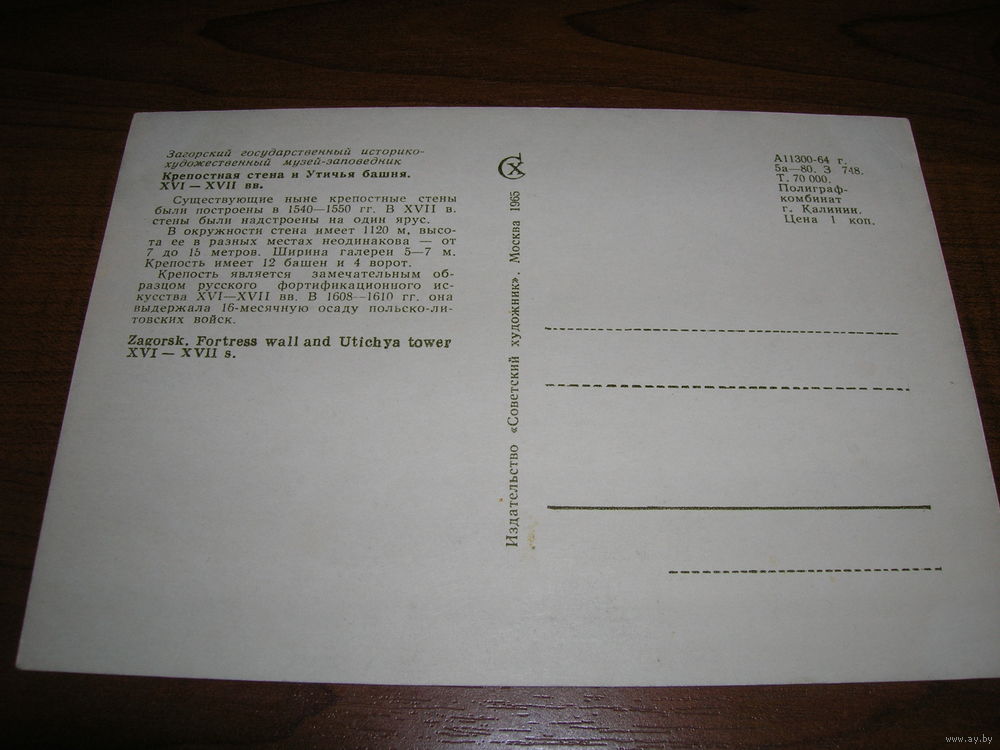 Загорский государственный историко-
художественный музей-заповедник
Крепостная стена и Утичья башня.
XVI — XVII вв.
Существующие ныне крепостные стены
были построены в 1540—1550 гг. В XVII в.
стены были надстроены на один ярус.
В окружности стена имеет 1120 м, высо-
та ее в разных местах неодинакова — от
7 до 15 метров. Ширина галереи 5—7 м.
Крепость имеет 12 башен и 4 ворот.
Крепость является замечательным об-
разцом русского фортификационного ис-
кусства XVI—XVII вв. В 1608—1610 гг. она
выдержала 16-месячную осаду польско-ли-
товских войск.
Zagorsk. Fortress wall and Utichya tower
XVI — XVII s.
Издательство «Советский художник». Москва 1965
СХ
А11300-64 г.
5а—80. З 748.
Т. 70 000.
Полиграф-
комбинат
г. Калинин.
Цена 1 коп.
www.ay.by